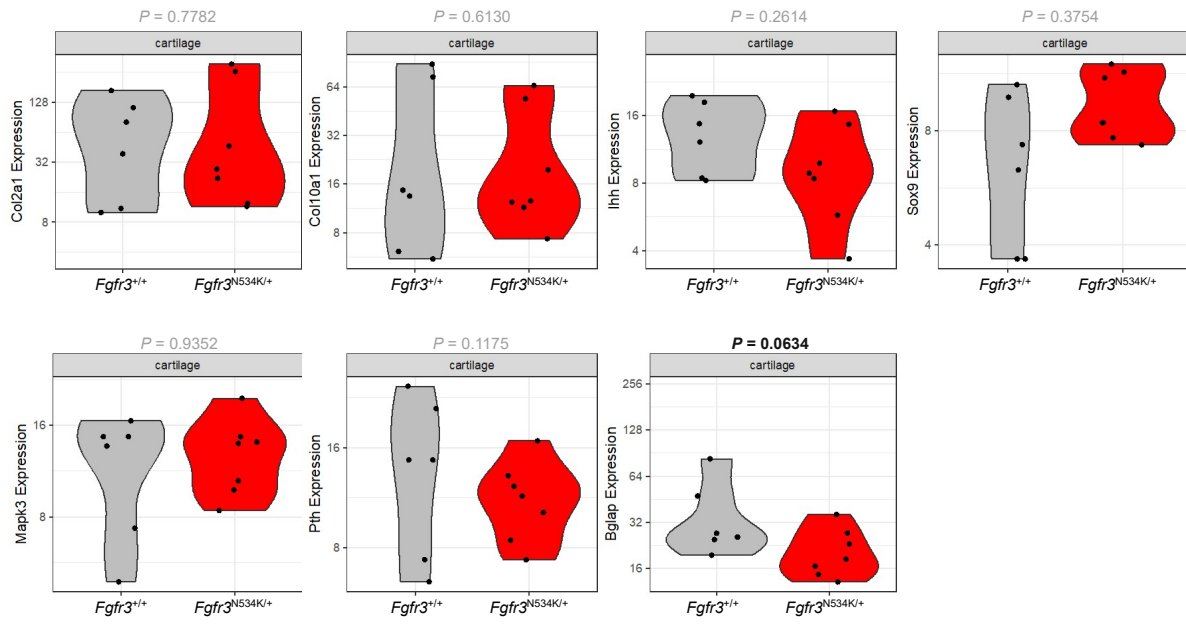 P = 0.7782
cartilage
Col2a1 Expression
128
32
8
Fgfr3+/+
Fgfr3N534K/+
P = 0.6130
cartilage
Col10a1 Expression
64
32
16
8
Fgfr3+/+
Fgfr3N534K/+
P = 0.2614
cartilage
Ihh Expression
16
8
4
Fgfr3+/+
Fgfr3N534K/+
P = 0.3754
cartilage
Sox9 Expression
8
4
Fgfr3+/+
Fgfr3N534K/+
P = 0.9352
cartilage
Mapk3 Expression
16
8
Fgfr3+/+
Fgfr3N534K/+
P = 0.1175
cartilage
Pth Expression
16
8
Fgfr3+/+
Fgfr3N534K/+
P = 0.0634
cartilage
Bglap Expression
256
128
64
32
16
Fgfr3+/+
Fgfr3N534K/+